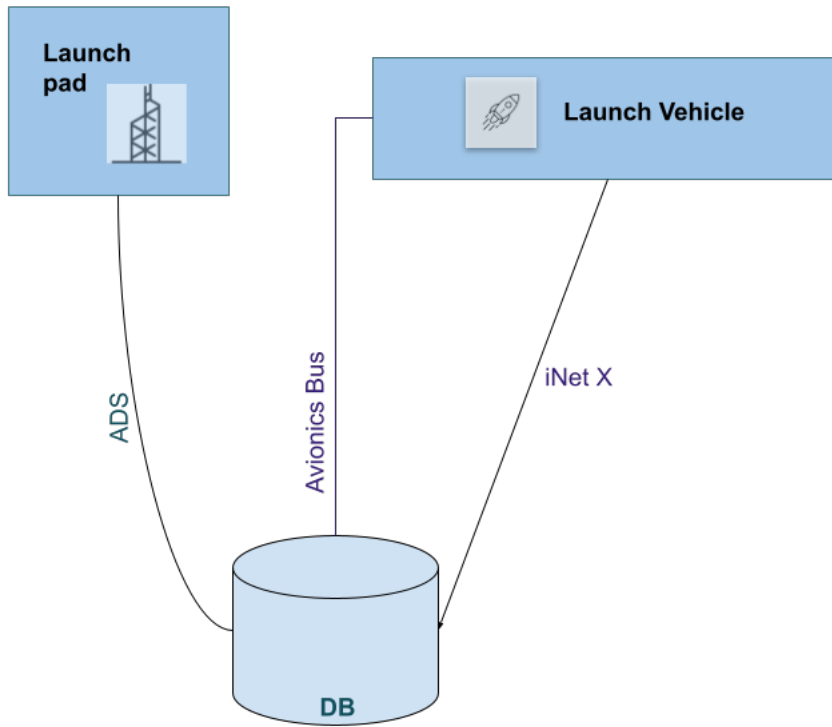 Launch
pad
Launch Vehicle
ADS
Avionics Bus
iNet X
DB